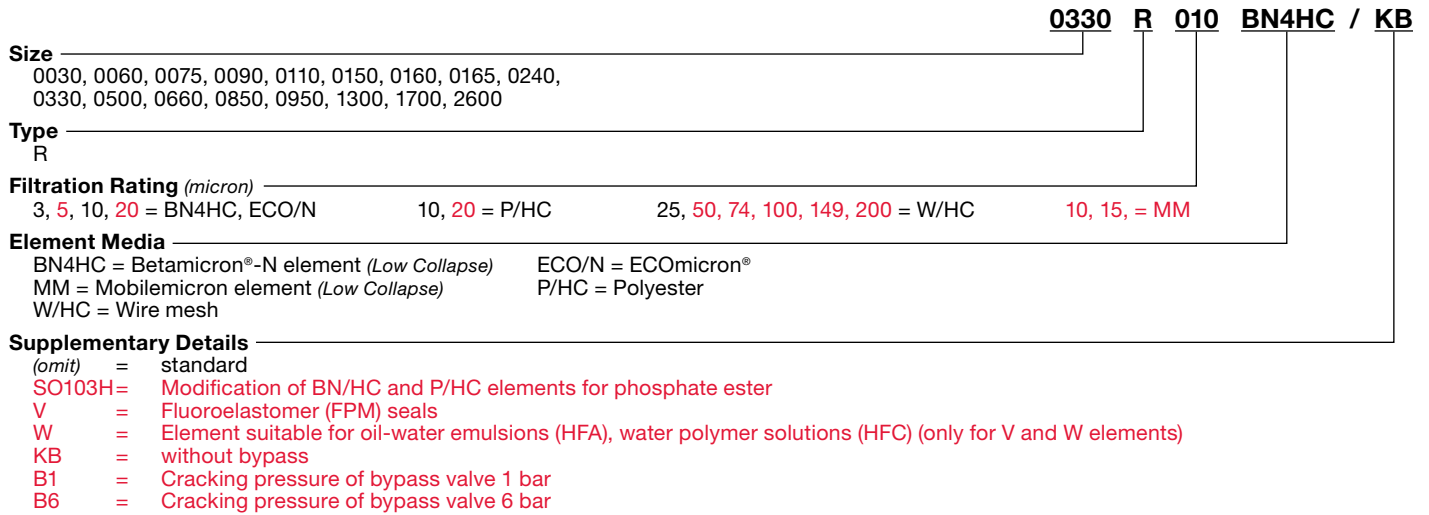 0330 R 010 BN4HC / KB
Size
0030, 0060, 0075, 0090, 0110, 0150, 0160, 0165, 0240,
0330, 0500, 0660, 0850, 0950, 1300, 1700, 2600
Type
R
Filtration Rating (micron)
3, 5, 10, 20 = BN4HC, ECO/N 10, 20 = P/HC 25, 50, 74, 100, 149, 200 = W/HC 10, 15, = MM
Element Media
BN4HC = Betamicron®-N element (Low Collapse) ECO/N = ECOmicron®
MM = Mobilemicron element (Low Collapse) P/HC = Polyester
W/HC = Wire mesh
Supplementary Details
(omit) = standard
SO103H = Modification of BN/HC and P/HC elements for phosphate ester
V = Fluoroelastomer (FPM) seals
W = Element suitable for oil-water emulsions (HFA), water polymer solutions (HFC) (only for V and W elements)
KB = without bypass
B1 = Cracking pressure of bypass valve 1 bar
B6 = Cracking pressure of bypass valve 6 bar